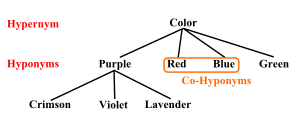 Hypernym Color
Hyponyms Purple Red Blue Green
Co-Hyponyms
Crimson Violet Lavender